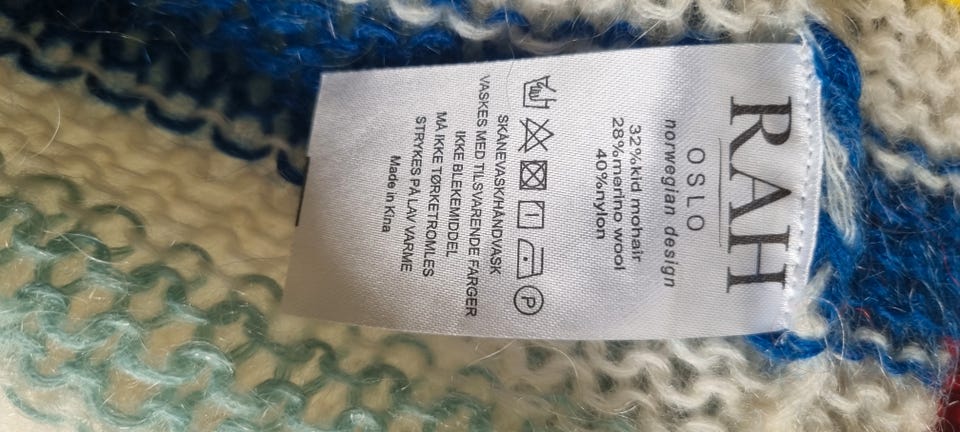 RAH
OSLO
norwegian design
32%kid mohair
28%merino wool
40%nylon
P
SKÅNEVASK/HÅNDVASK
VASKES MED TILSVARENDE FARGER
IKKE BLEKEMIDDEL
MÅ IKKE TØRKETROMLES
STRYKES PÅ LAV VARME
Made in Kina